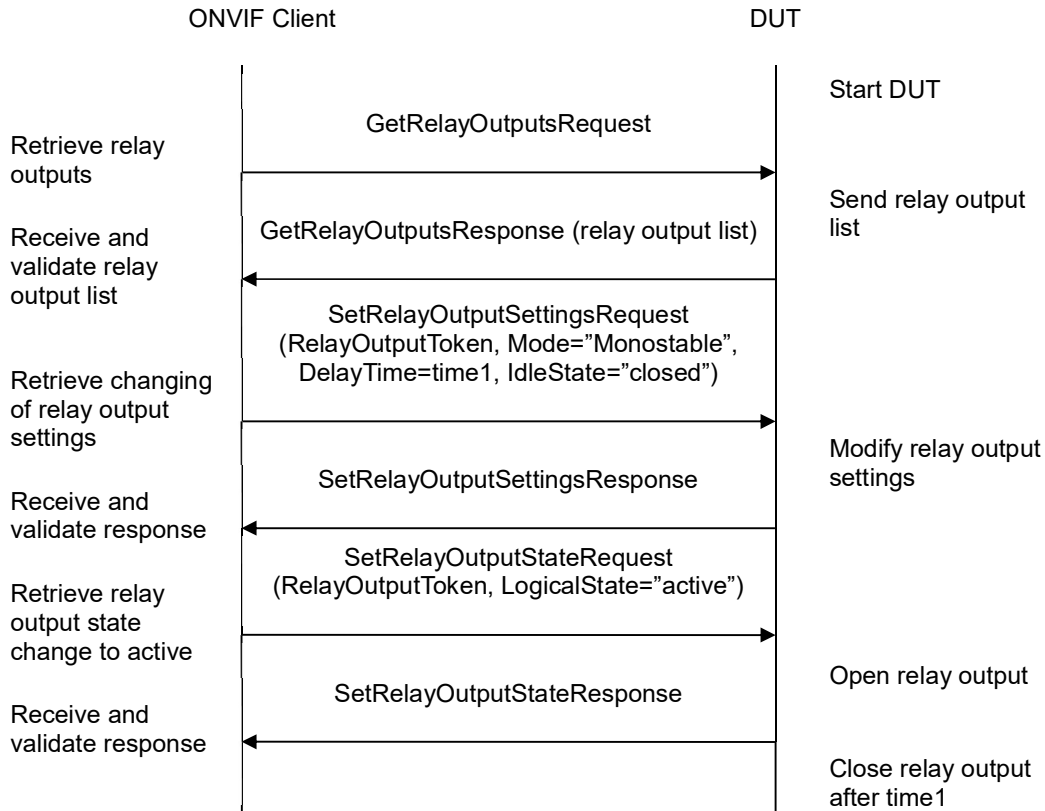 ONVIF Client
DUT
Start DUT
GetRelayOutputsRequest
Retrieve relay
outputs
Send relay output
list
GetRelayOutputsResponse (relay output list)
Receive and
validate relay
output list
SetRelayOutputSettingsRequest
(RelayOutputToken, Mode=”Monostable”,
DelayTime=time1, IdleState=”closed”)
Retrieve changing
of relay output
settings
Modify relay output
settings
SetRelayOutputSettingsResponse
Receive and
validate response
SetRelayOutputStateRequest
(RelayOutputToken, LogicalState=”active”)
Retrieve relay
output state
change to active
Open relay output
SetRelayOutputStateResponse
Receive and
validate response
Close relay output
after time1